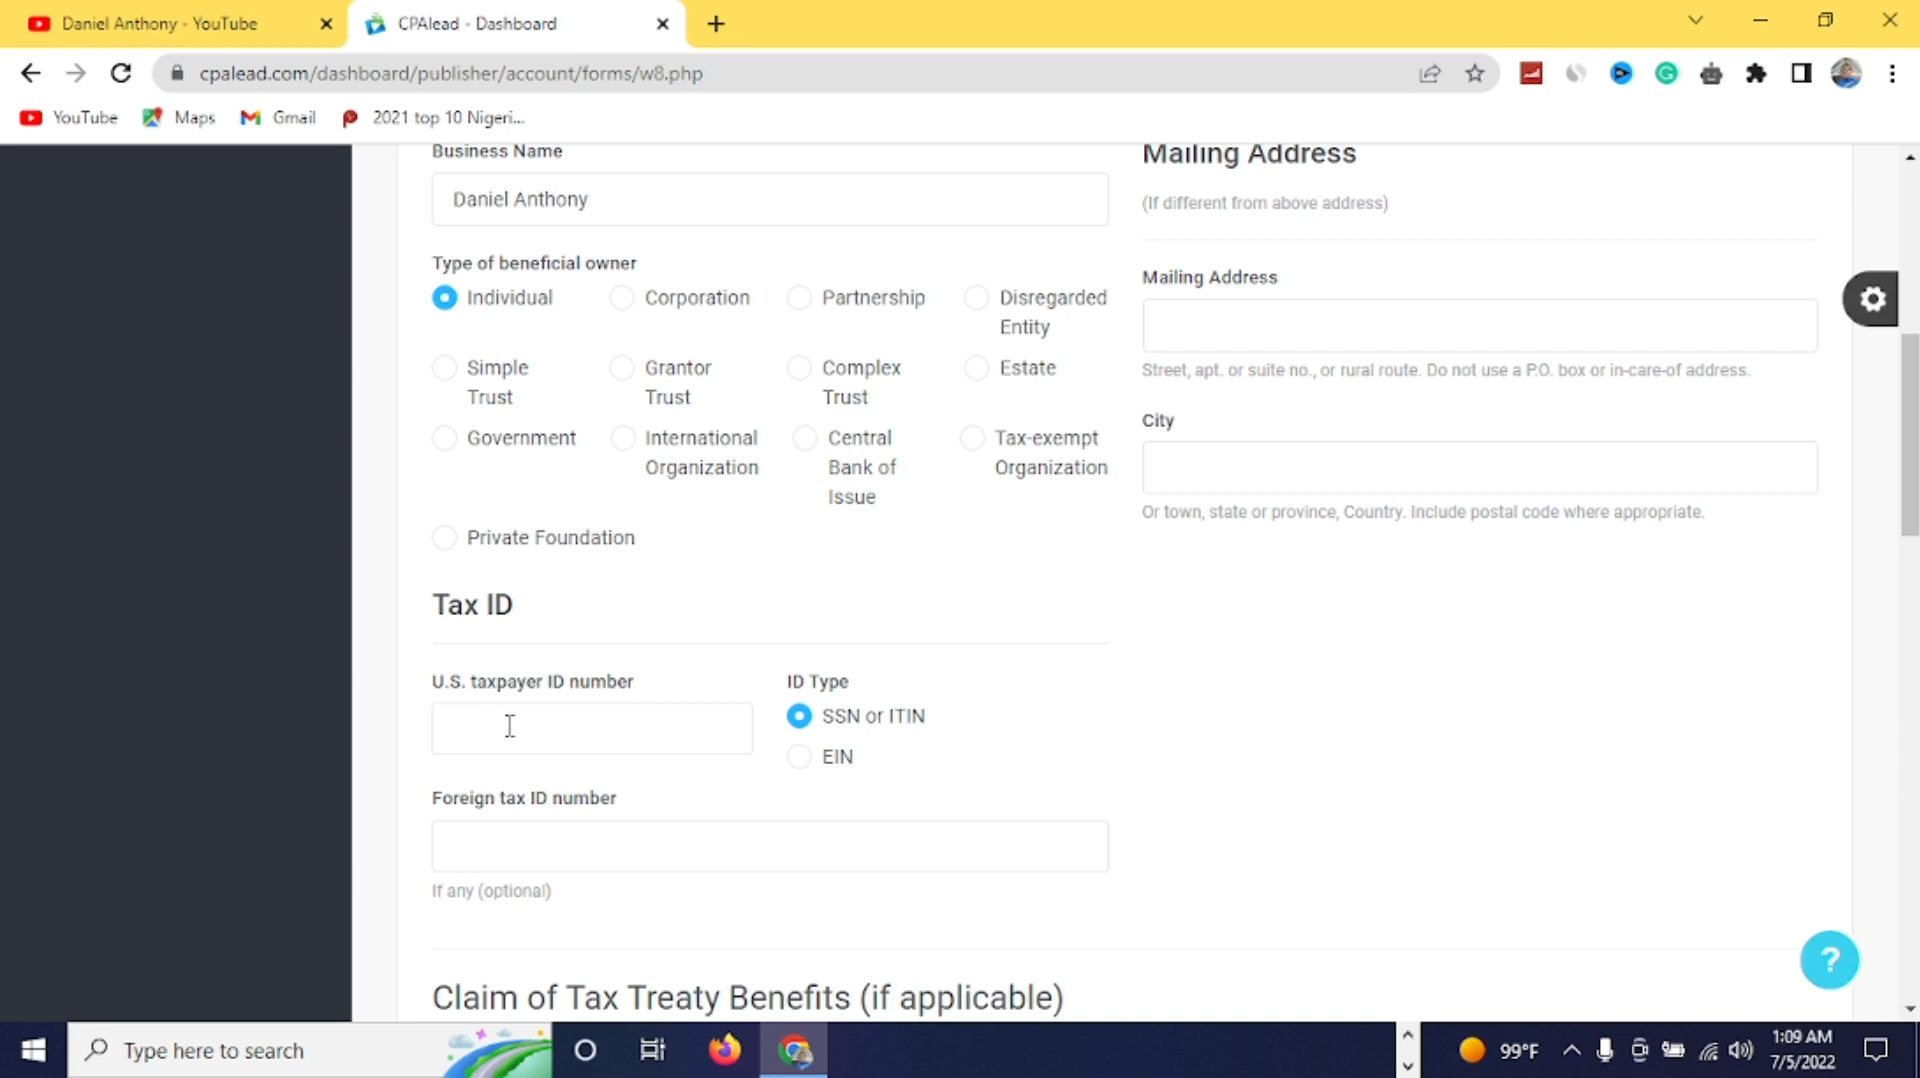 Daniel Anthony - YouTube
CPAlead - Dashboard
cpalead.com/dashboard/publisher/account/forms/w8.php
YouTube
Maps
Gmail
2021 top 10 Nigeri...
Business Name
Daniel Anthony
Type of beneficial owner
Individual
Corporation
Partnership
Disregarded
Entity
Simple
Trust
Grantor
Trust
Complex
Trust
Estate
Government
International
Organization
Central
Bank of
Issue
Tax-exempt
Organization
Private Foundation
Tax ID
U.S. taxpayer ID number
ID Type
SSN or ITIN
EIN
Foreign tax ID number
If any (optional)
Mailing Address
(If different from above address)
Mailing Address
Street, apt. or suite no., or rural route. Do not use a P.O. box or in-care-of address.
City
Or town, state or province, Country. Include postal code where appropriate.
Claim of Tax Treaty Benefits (if applicable)
?
Type here to search
99°F
1:09 AM
7/5/2022